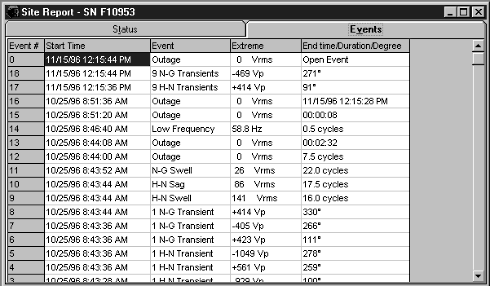 Site Report - SN F10953
Status
Events
Event # Start Time Event Extreme End time/Duration/Degree
0 11/15/96 12:15:44 PM Outage 0 Vrms Open Event
18 11/15/96 12:15:44 PM 9 N-G Transients -469 Vp 271°
17 11/15/96 12:15:36 PM 9 H-N Transients +414 Vp 91°
16 10/25/96 8:51:36 AM Outage 0 Vrms 11/15/96 12:15:28 PM
15 10/25/96 8:51:20 AM Outage 0 Vrms 00:00:08
14 10/25/96 8:46:40 AM Low Frequency 58.8 Hz 0.5 cycles
13 10/25/96 8:44:08 AM Outage 0 Vrms 00:02:32
12 10/25/96 8:44:00 AM Outage 0 Vrms 7.5 cycles
11 10/25/96 8:43:52 AM N-G Swell 26 Vrms 22.0 cycles
10 10/25/96 8:43:44 AM H-N Sag 86 Vrms 17.5 cycles
9 10/25/96 8:43:44 AM H-N Swell 141 Vrms 16.0 cycles
8 10/25/96 8:43:44 AM 1 N-G Transient +414 Vp 330°
7 10/25/96 8:43:36 AM 1 N-G Transient -405 Vp 266°
6 10/25/96 8:43:36 AM 1 N-G Transient +423 Vp 111°
5 10/25/96 8:43:36 AM 1 H-N Transient -1049 Vp 278°
4 10/25/96 8:43:36 AM 1 H-N Transient +561 Vp 259°
3 10/25/96 8:43:28 AM 1 H-N Transient -929 Vp 100°